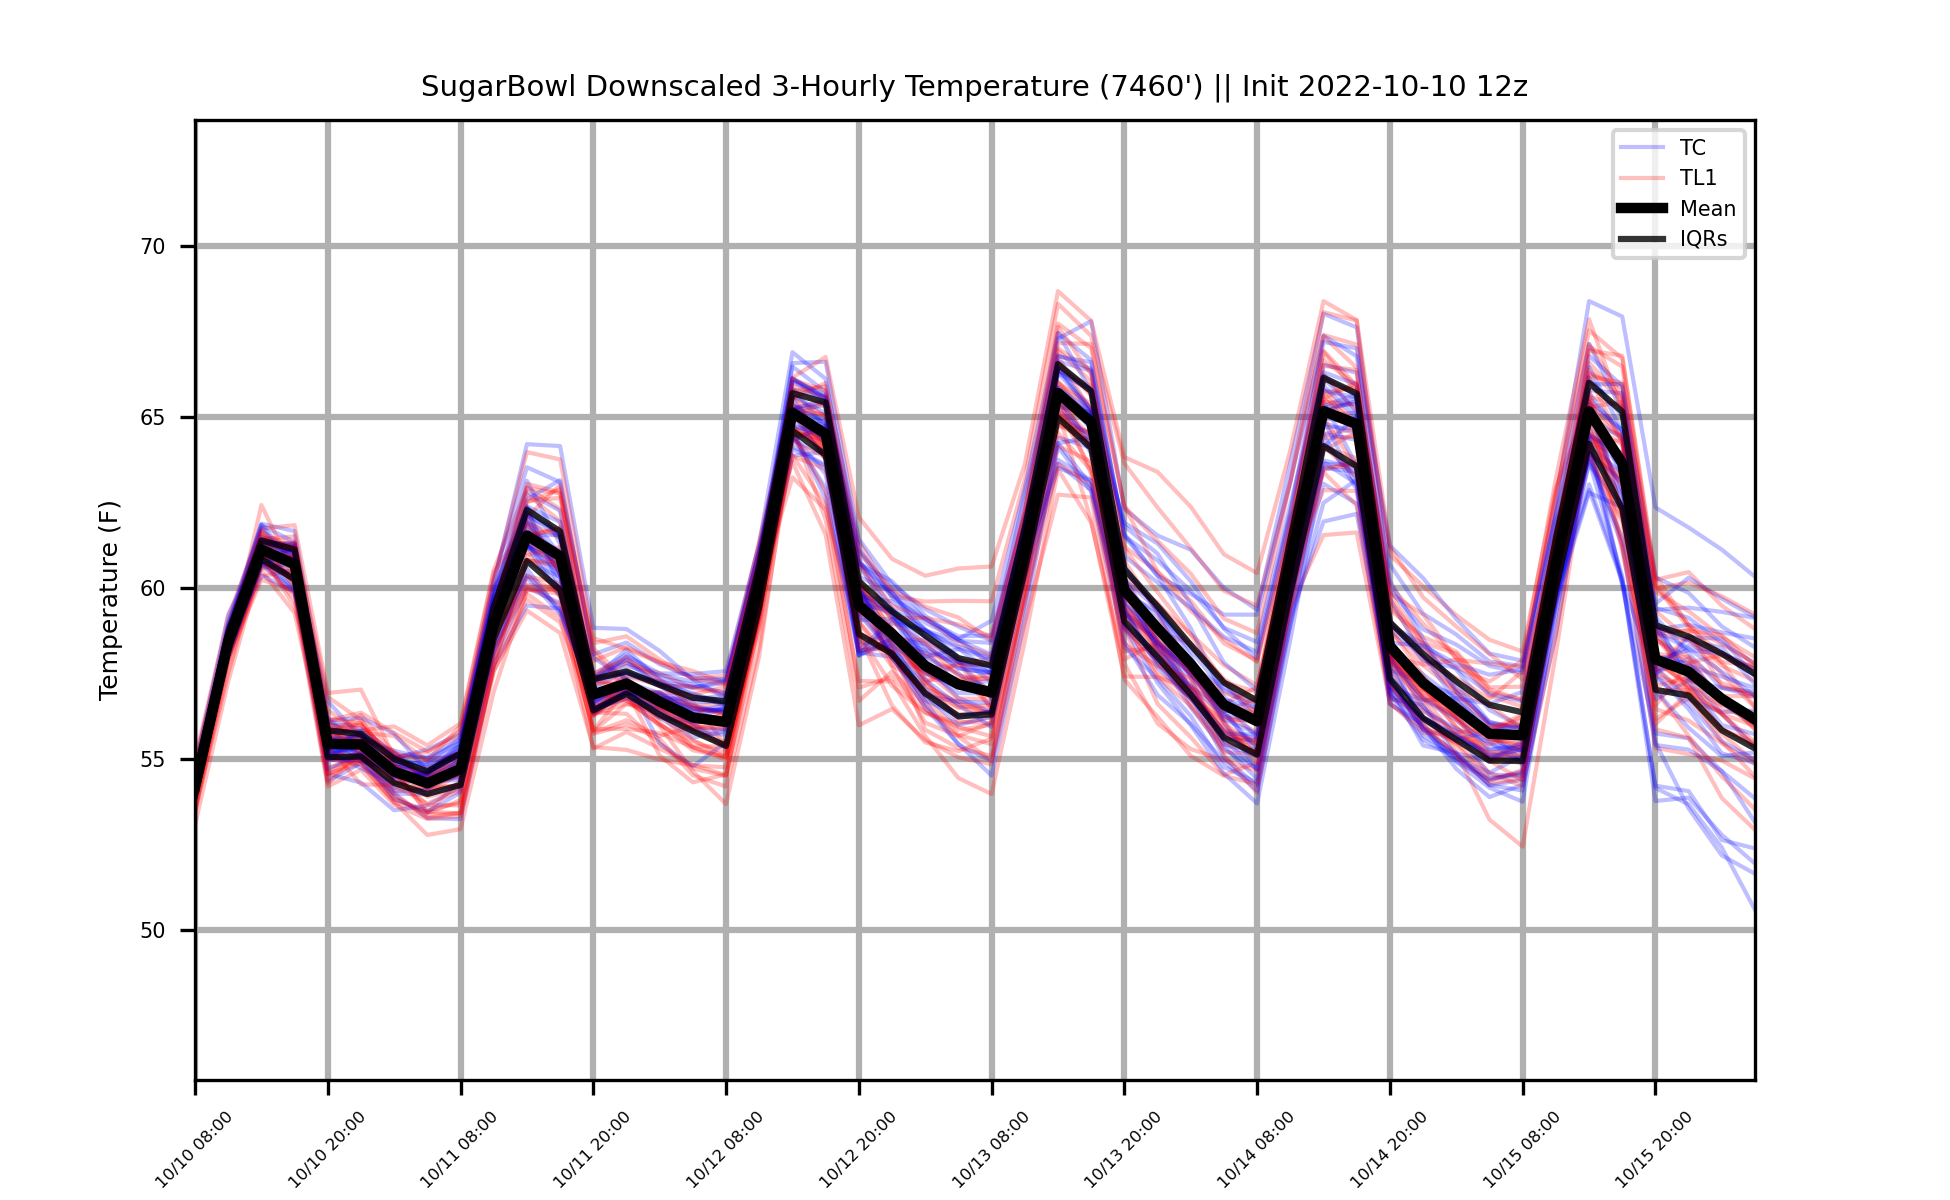 SugarBowl Downscaled 3-Hourly Temperature (7460') || Init 2022-10-10 12z
TC
TL1
Mean
IQRs
Temperature (F)
70
65
60
55
50
10/10 08:00
10/10 20:00
10/11 08:00
10/11 20:00
10/12 08:00
10/12 20:00
10/13 08:00
10/13 20:00
10/14 08:00
10/14 20:00
10/15 08:00
10/15 20:00